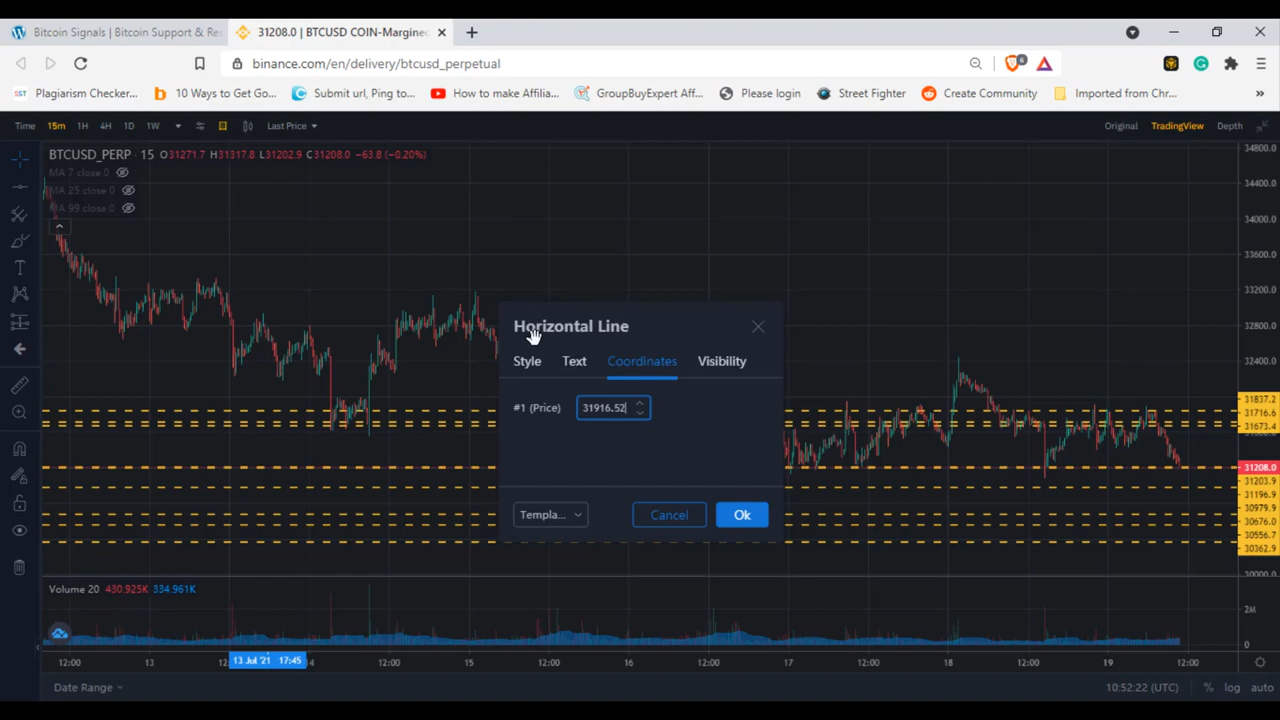 Bitcoin Signals | Bitcoin Support & Res
31208.0 | BTCUSD COIN-Margined
binance.com/en/delivery/btcusd_perpetual
6
SST Plagiarism Checker...
10 Ways to Get Go...
Submit url, Ping to...
How to make Affilia...
GroupBuyExpert Aff...
Please login
Street Fighter
Create Community
Imported from Chr...
Time 15m 1H 4H 1D 1W Last Price Original TradingView Depth
BTCUSD_PERP · 15 O31271.7 H31317.8 L31202.9 C31208.0 −63.8 (−0.20%)
MA 7 close 0
MA 25 close 0
MA 99 close 0
34800.0
34400.0
34000.0
33600.0
33200.0
32800.0
32400.0
31837.2
31716.6
31673.4
31208.0
31203.9
31196.9
30979.9
30676.0
30556.7
30362.9
30000.0
Horizontal Line
Style Text Coordinates Visibility
#1 (Price) 31916.52
Templa... Cancel Ok
Volume 20 430.925K 334.961K
2M
0
12:00 13 13 Jul '21 17:45 14 12:00 15 12:00 16 12:00 17 12:00 18 12:00 19 12:00
Date Range 10:52:22 (UTC) % log auto